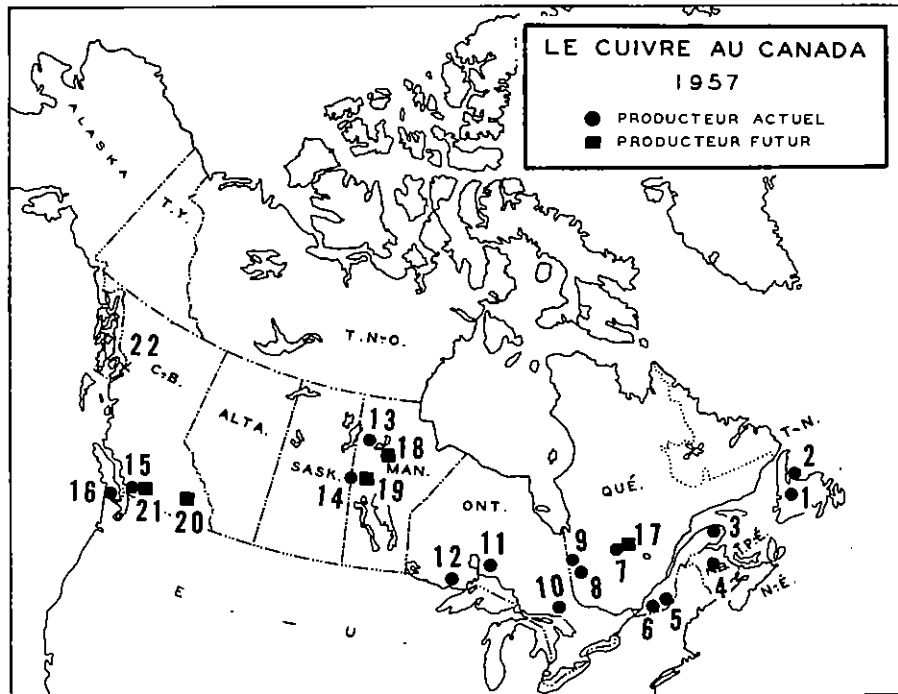 LE CUIVRE AU CANADA
1957
PRODUCTEUR ACTUEL
PRODUCTEUR FUTUR
ALASKA
T.Y.
T.N-O.
22
C-B.
ALTA.
SASK.
MAN.
13
18
14
19
15
16
21
20
ONT.
QUÉ.
T-N.
2
1
3
Î.P.É.
N.B.
4
N-É.
17
7
9
8
11
12
10
6
5
E - U.